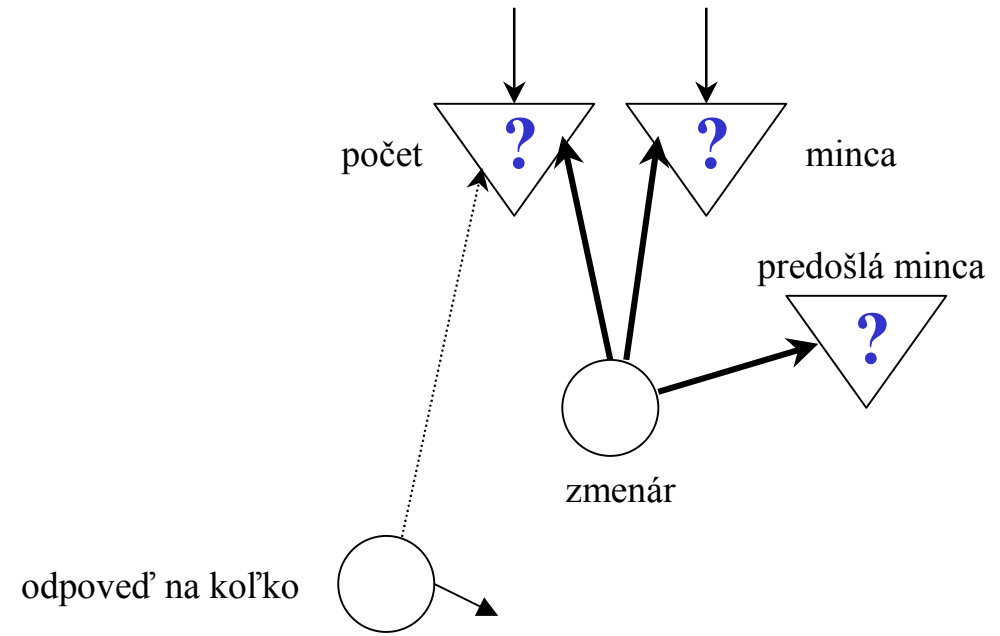 ? ?
počet minca
predošlá minca
?
zmenár
odpoveď na koľko